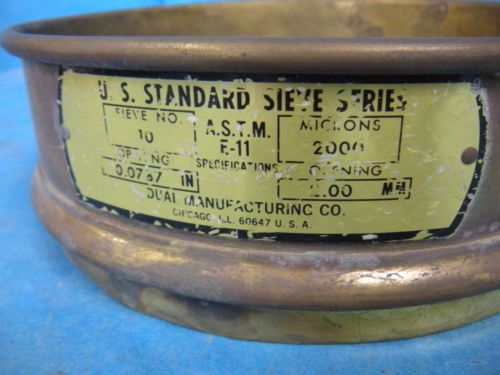 U. S. STANDARD SIEVE SERIES
SIEVE NO. A.S.T.M. MICRONS
10 E-11 2000
OPENING SPECIFICATIONS OPENING
0.0787 IN 2.00 MM
DUAL MANUFACTURING CO.
CHICAGO, ILL. 60647 U. S. A.